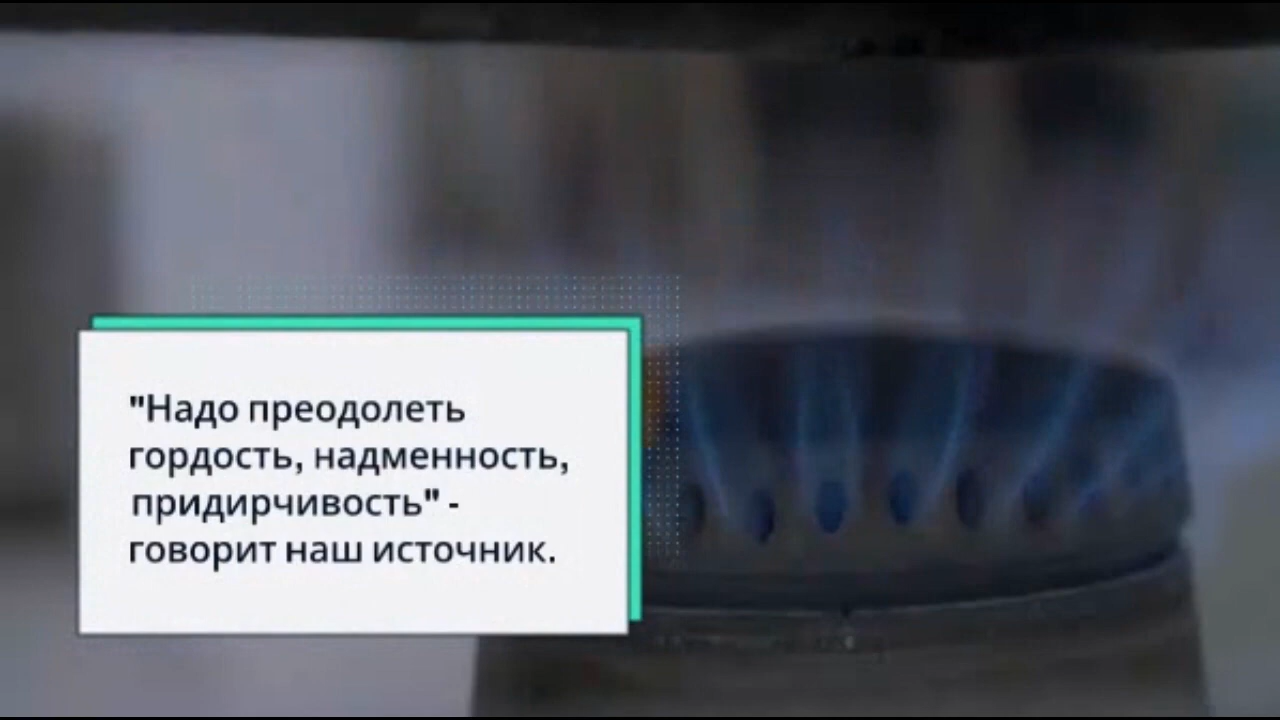 "Надо преодолеть
гордость, надменность,
придирчивость" -
говорит наш источник.